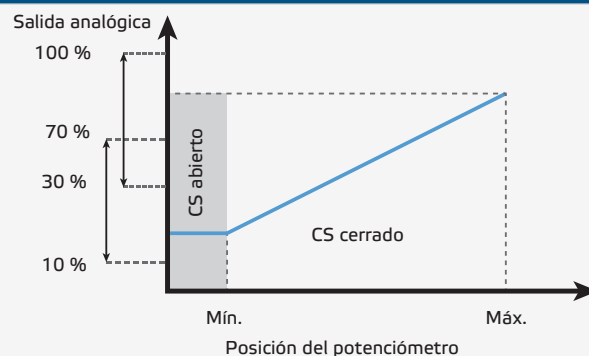 Salida analógica
100 %
70 %
30 %
10 %
CS abierto
CS cerrado
Mín.
Máx.
Posición del potenciómetro